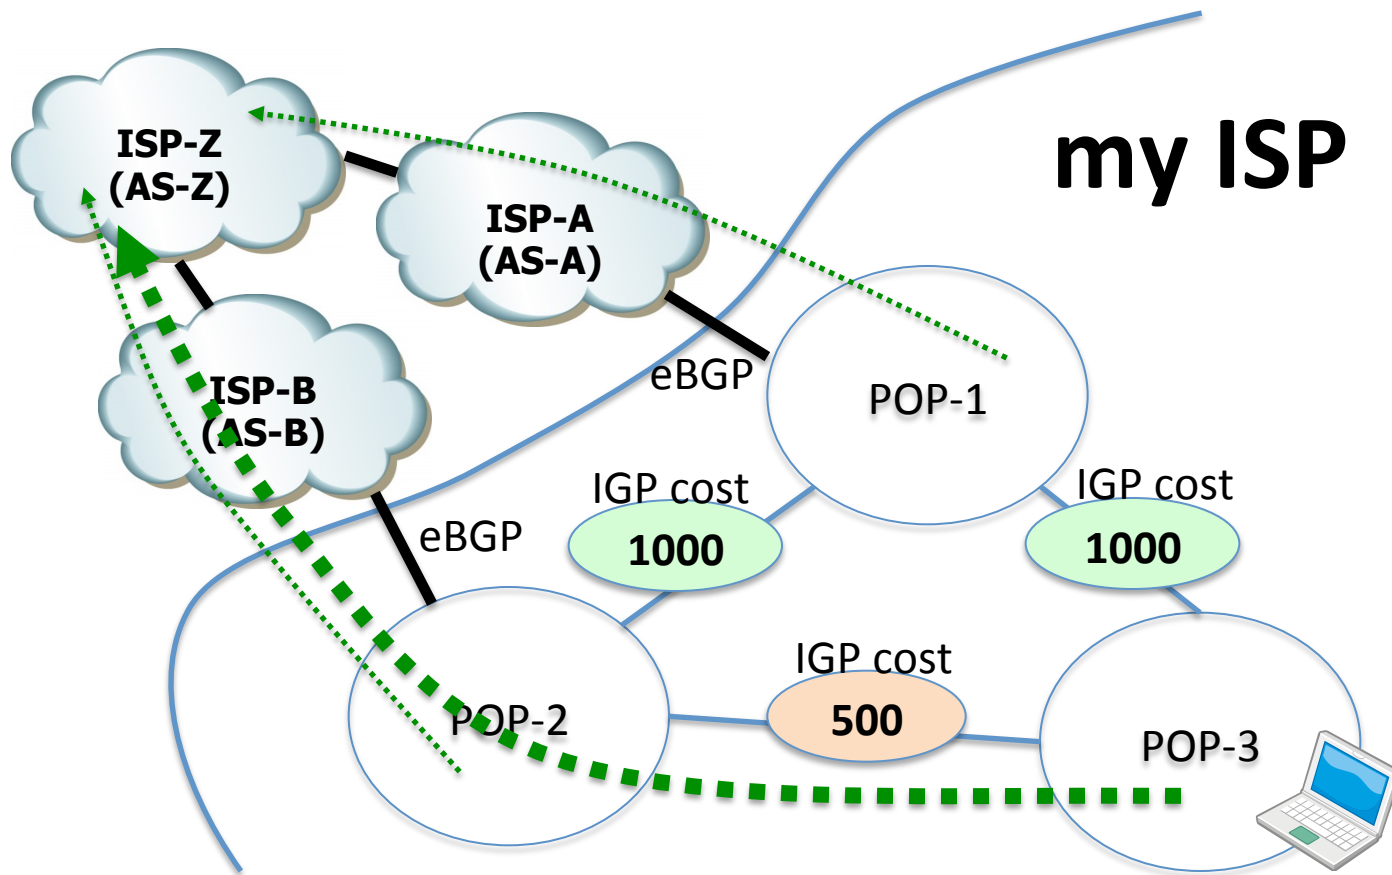 ISP-Z
(AS-Z)
my ISP
ISP-A
(AS-A)
eBGP
POP-1
ISP-B
(AS-B)
IGP cost
1000
IGP cost
1000
eBGP
IGP cost
500
POP-2
POP-3